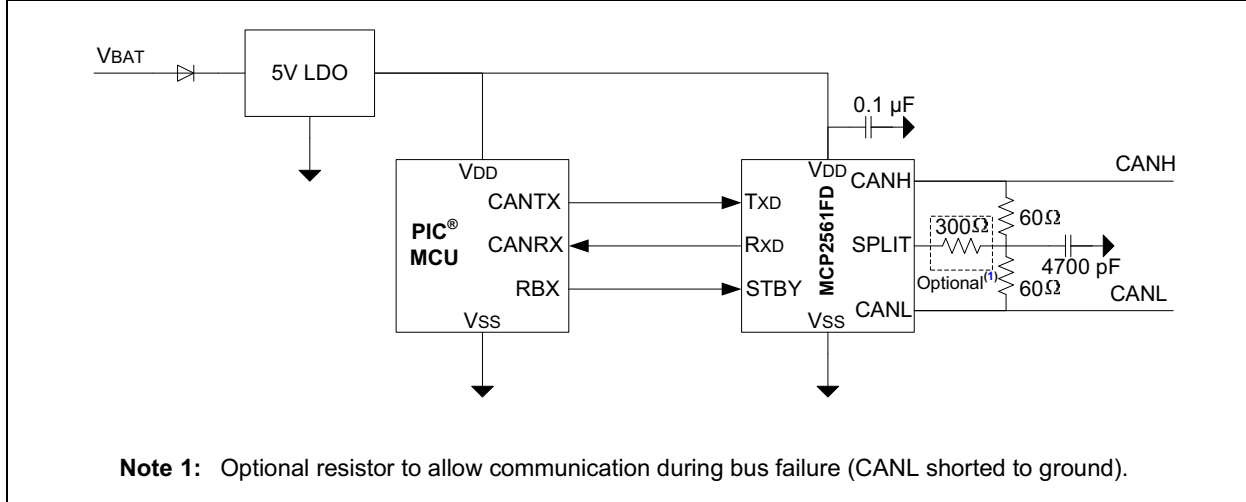 VBAT
5V LDO
0.1 µF
VDD
CANTX
CANRX
RBX
PIC®
MCU
VSS
VDD
TXD
RXD
STBY
MCP2561FD
CANH
SPLIT
CANL
VSS
CANH
60Ω
300Ω
Optional(1)
4700 pF
60Ω
CANL
Note 1: Optional resistor to allow communication during bus failure (CANL shorted to ground).